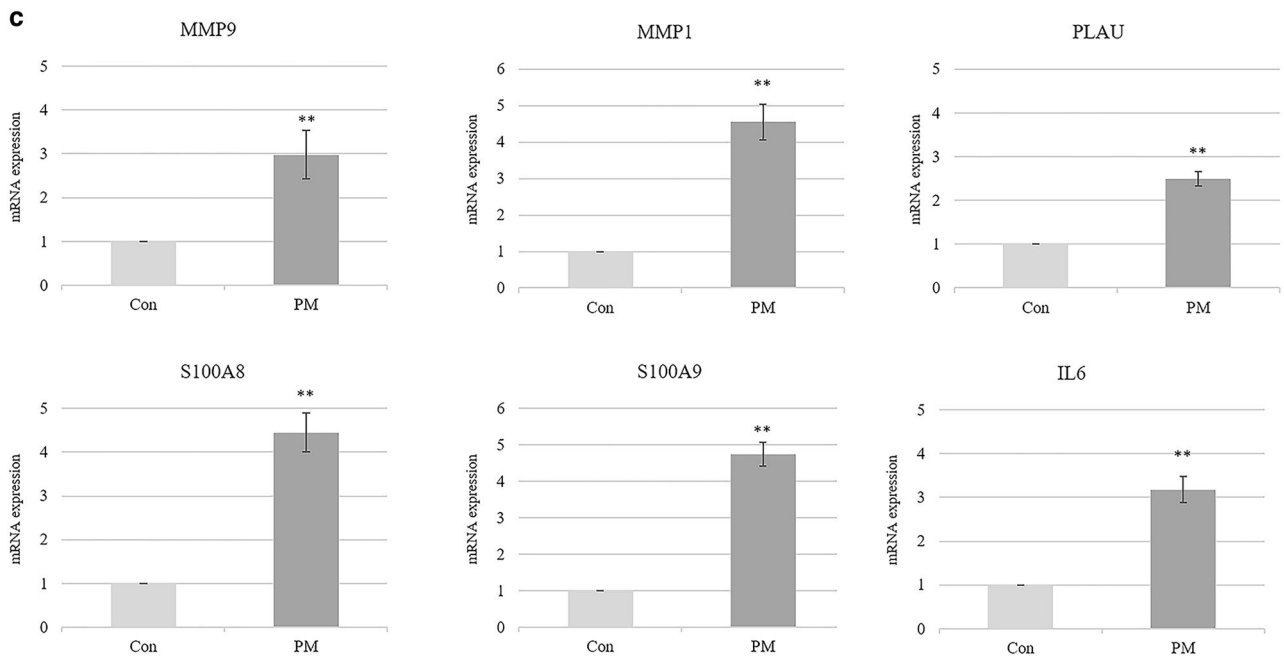 c
MMP9
mRNA expression
5
4
3
2
1
0
**
Con
PM
MMP1
mRNA expression
6
5
4
3
2
1
0
**
Con
PM
PLAU
mRNA expression
5
4
3
2
1
0
**
Con
PM
S100A8
mRNA expression
5
4
3
2
1
0
**
Con
PM
S100A9
mRNA expression
6
5
4
3
2
1
0
**
Con
PM
IL6
mRNA expression
5
4
3
2
1
0
**
Con
PM